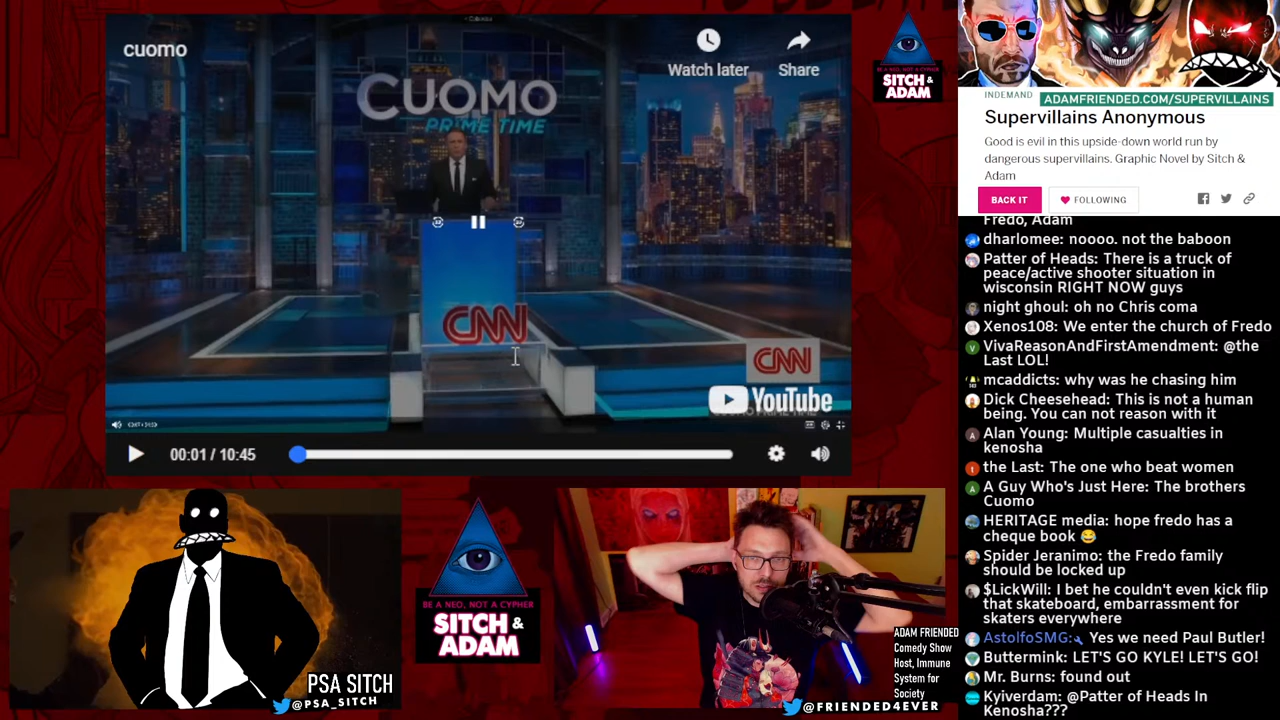 cuomo
Watch later
Share
CUOMO
PRIME TIME
CNN
CNN
YouTube
00:01 / 10:45
BE A NEO, NOT A CYPHER
SITCH &
ADAM
INDEMAND
ADAMFRIENDED.COM/SUPERVILLAINS
Supervillains Anonymous
Good is evil in this upside-down world run by
dangerous supervillains. Graphic Novel by Sitch &
Adam
BACK IT
FOLLOWING
Fredo, Adam
dharlomee: noooo. not the baboon
Patter of Heads: There is a truck of
peace/active shooter situation in
wisconsin RIGHT NOW guys
night ghoul: oh no Chris coma
Xenos108: We enter the church of Fredo
VivaReasonAndFirstAmendment: @the
Last LOL!
mcaddicts: why was he chasing him
Dick Cheesehead: This is not a human
being. You can not reason with it
Alan Young: Multiple casualties in
kenosha
the Last: The one who beat women
A Guy Who's Just Here: The brothers
Cuomo
HERITAGE media: hope fredo has a
cheque book 😂
Spider Jeranimo: the Fredo family
should be locked up
$LickWill: I bet he couldn't even kick flip
that skateboard, embarrassment for
skaters everywhere
AstolfoSMG: Yes we need Paul Butler!
Buttermink: LET'S GO KYLE! LET'S GO!
Mr. Burns: found out
Kyiverdam: @Patter of Heads In
Kenosha???
PSA SITCH
@PSA_SITCH
BE A NEO, NOT A CYPHER
SITCH &
ADAM
ADAM FRIENDED
Comedy Show
Host, Immune
System for
Society
@FRIENDED4EVER